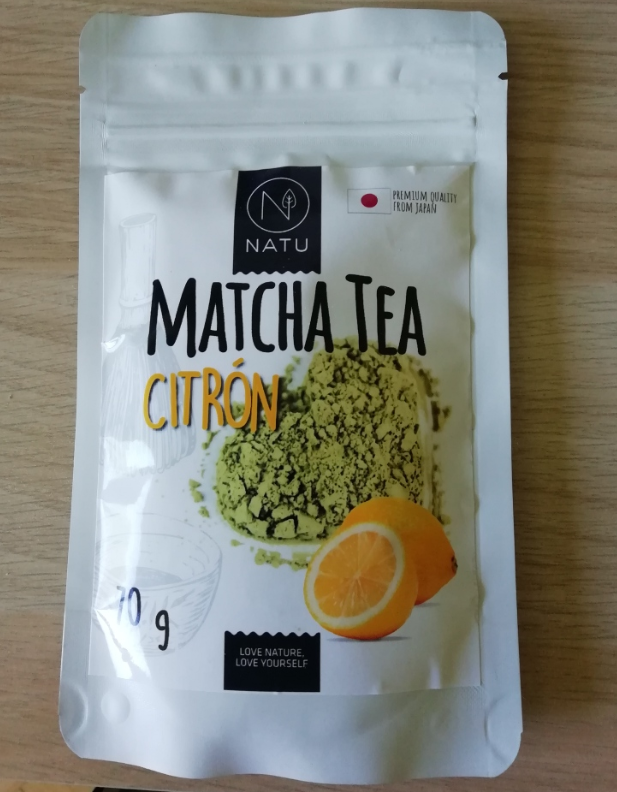 N
NATU
PREMIUM QUALITY
FROM JAPAN
MATCHA TEA
CITRÓN
70 g
LOVE NATURE,
LOVE YOURSELF